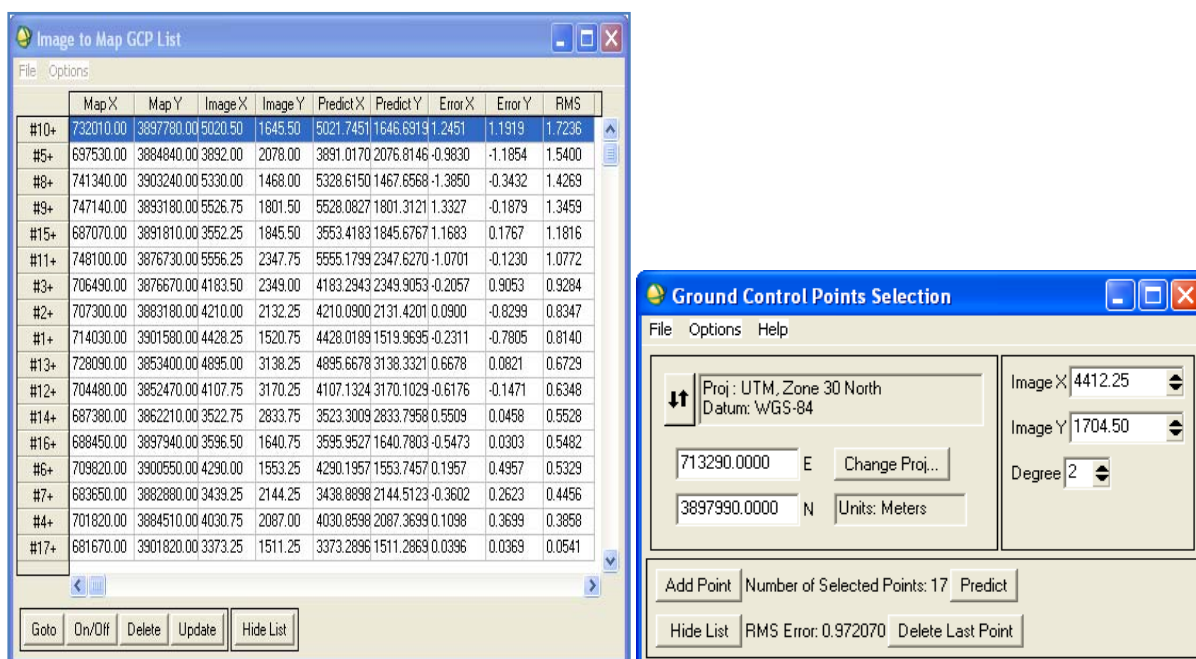 Image to Map GCP List
File Options
Map X Map Y Image X Image Y Predict X Predict Y Error X Error Y RMS
#10+ 732010.00 3897780.00 5020.50 1645.50 5021.7451 1646.6919 1.2451 1.1919 1.7236
#5+ 697530.00 3884840.00 3892.00 2078.00 3891.0170 2076.8146 -0.9830 -1.1854 1.5400
#8+ 741340.00 3903240.00 5330.00 1468.00 5328.6150 1467.6568 -1.3850 -0.3432 1.4269
#9+ 747140.00 3893180.00 5526.75 1801.50 5528.0827 1801.3121 1.3327 -0.1879 1.3459
#15+ 687070.00 3891810.00 3552.25 1845.50 3553.4183 1845.6767 1.1683 0.1767 1.1816
#11+ 748100.00 3876730.00 5556.25 2347.75 5555.1799 2347.6270 -1.0701 -0.1230 1.0772
#3+ 706490.00 3876670.00 4183.50 2349.00 4183.2943 2349.9053 -0.2057 0.9053 0.9284
#2+ 707300.00 3883180.00 4210.00 2132.25 4210.0900 2131.4201 0.0900 -0.8299 0.8347
#1+ 714030.00 3901580.00 4428.25 1520.75 4428.0189 1519.9695 -0.2311 -0.7805 0.8140
#13+ 728090.00 3853400.00 4895.00 3138.25 4895.6678 3138.3321 0.6678 0.0821 0.6729
#12+ 704480.00 3852470.00 4107.75 3170.25 4107.1324 3170.1029 -0.6176 -0.1471 0.6348
#14+ 687380.00 3862210.00 3522.75 2833.75 3523.3009 2833.7958 0.5509 0.0458 0.5528
#16+ 688450.00 3897940.00 3596.50 1640.75 3595.9527 1640.7803 -0.5473 0.0303 0.5482
#6+ 709820.00 3900550.00 4290.00 1553.25 4290.1957 1553.7457 0.1957 0.4957 0.5329
#7+ 683650.00 3882890.00 3439.25 2144.25 3438.8898 2144.5123 -0.3602 0.2623 0.4456
#4+ 701820.00 3884510.00 4030.75 2087.00 4030.8598 2087.3699 0.1098 0.3699 0.3858
#17+ 681670.00 3901820.00 3373.25 1511.25 3373.2896 1511.2869 0.0396 0.0369 0.0541
Goto On/Off Delete Update Hide List
Ground Control Points Selection
File Options Help
Proj : UTM, Zone 30 North
Datum: WGS-84
713290.0000 E Change Proj...
3897990.0000 N Units: Meters
Image X 4412.25
Image Y 1704.50
Degree 2
Add Point Number of Selected Points: 17 Predict
Hide List RMS Error: 0.972070 Delete Last Point